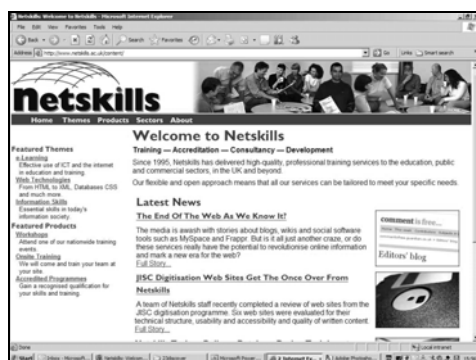 Netskills: Welcome to Netskills - Microsoft Internet Explorer
File Edit View Favorites Tools Help
Back Search Favorites
Address http://www.netskills.ac.uk/content/ Go Links Smart search
Netskills
Home Themes Products Sectors About
Welcome to Netskills
Training — Accreditation — Consultancy — Development
Since 1995, Netskills has delivered high-quality, professional training services to the education, public
and commercial sectors, in the UK and beyond.
Our flexible and open approach means that all our services can be tailored to meet your specific needs.
Featured Themes
e-Learning
Effective use of ICT and the internet
in education and training.
Web Technologies
From HTML to XML, Databases CSS
and much more
Information Skills
Essential skills in today's
information society.
Featured Products
Workshops
Attend one of our nationwide training
events.
Onsite Training
We will come and train your team at
your site.
Accredited Programmes
Gain a recognised qualification for
your skills and training.
Latest News
The End Of The Web As We Know It?
The media is awash with stories about blogs, wikis and social software
tools such as MySpace and Frappr. But is it all just another craze, or do
these services really have the potential to revolutionise online information
and mark a new era for the web?
Full Story...
JISC Digitisation Web Sites Get The Once Over From
Netskills
A team of Netskills staff recently completed a review of web sites from the
JISC digitisation programme. Six web sites were evaluated for their
technical structure, usability and accessibility and quality of written content.
Full Story...
comment is free...
Editors' blog
Done Local intranet
Start